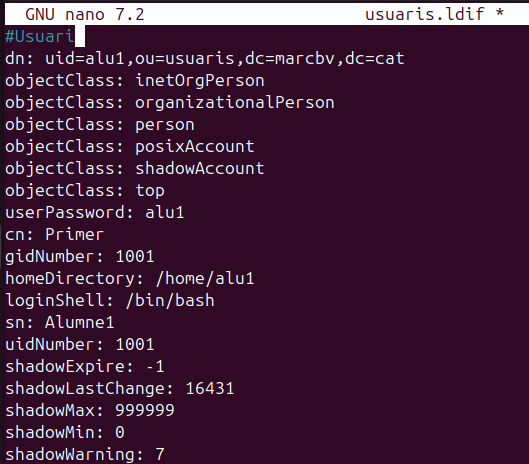 GNU nano 7.2 usuaris.ldif *
#Usuari
dn: uid=alu1,ou=usuaris,dc=marcbv,dc=cat
objectClass: inetOrgPerson
objectClass: organizationalPerson
objectClass: person
objectClass: posixAccount
objectClass: shadowAccount
objectClass: top
userPassword: alu1
cn: Primer
gidNumber: 1001
homeDirectory: /home/alu1
loginShell: /bin/bash
sn: Alumne1
uidNumber: 1001
shadowExpire: -1
shadowLastChange: 16431
shadowMax: 999999
shadowMin: 0
shadowWarning: 7